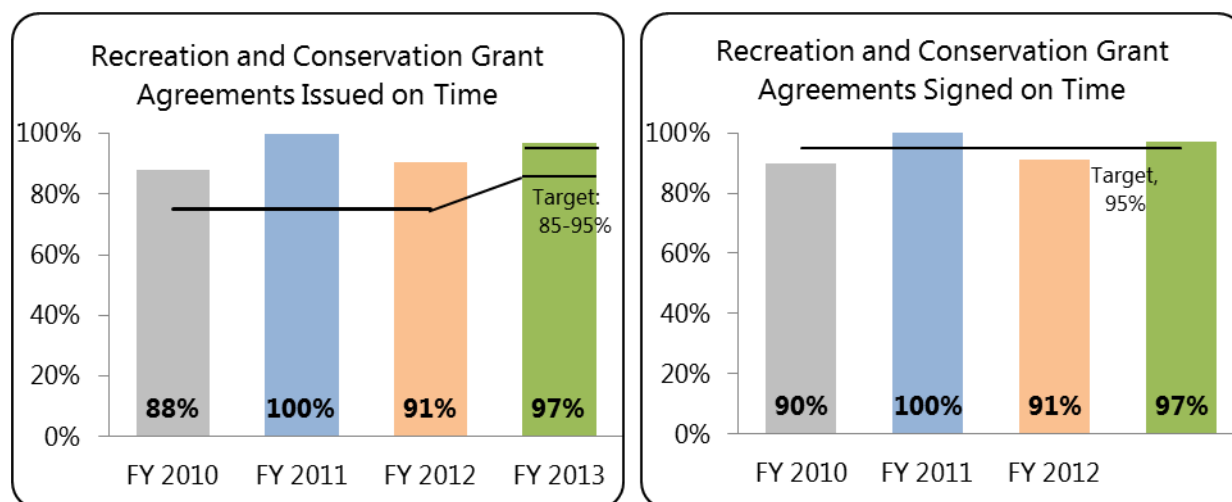 Recreation and Conservation Grant
Agreements Issued on Time
100%
80%
60%
40%
20%
0%
Target:
85-95%
88%
100%
91%
97%
FY 2010
FY 2011
FY 2012
FY 2013
Recreation and Conservation Grant
Agreements Signed on Time
100%
80%
60%
40%
20%
0%
Target,
95%
90%
100%
91%
97%
FY 2010
FY 2011
FY 2012